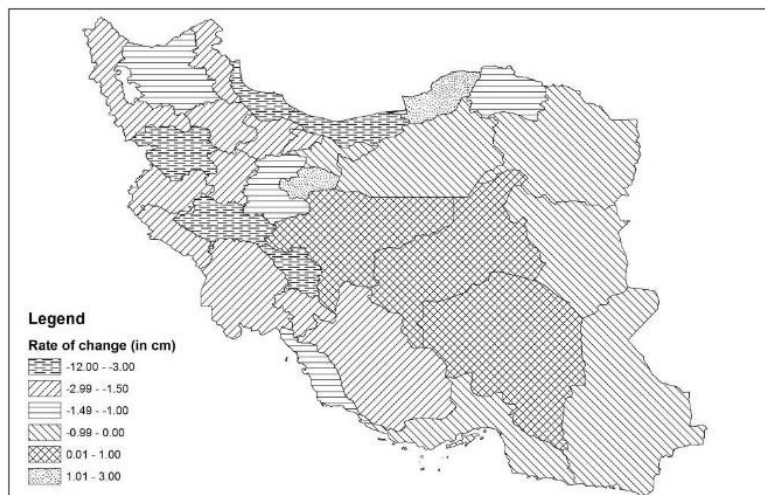 Legend
Rate of change (in cm)
-12.00 - -3.00
-2.99 - -1.50
-1.49 - -1.00
-0.99 - 0.00
0.01 - 1.00
1.01 - 3.00